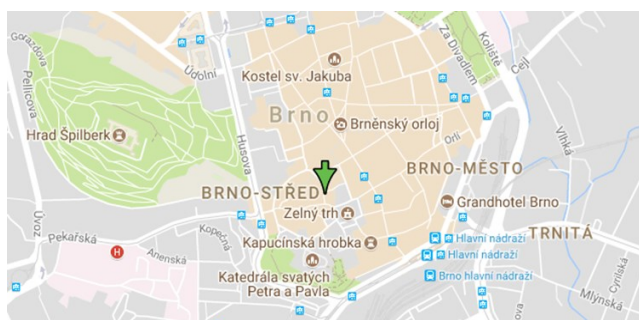 Gorazdova
Pellicova
Údolní
Kostel sv. Jakuba
Za Divadlem
Koliště
Cejl
Brno
Brněnský orloj
Hrad Špilberk
Husova
Orlí
Vlhká
BRNO-MĚSTO
BRNO-STŘED
Grandhotel Brno
Zelný trh
Úvoz
Pekařská
Kopečná
Anenská
H
Kapucínská hrobka
Hlavní nádraží
TRNITÁ
Hlavní nádraží
Katedrála svatých
Petra a Pavla
Brno hlavní nádraží
Mlýnská
Cyrilská